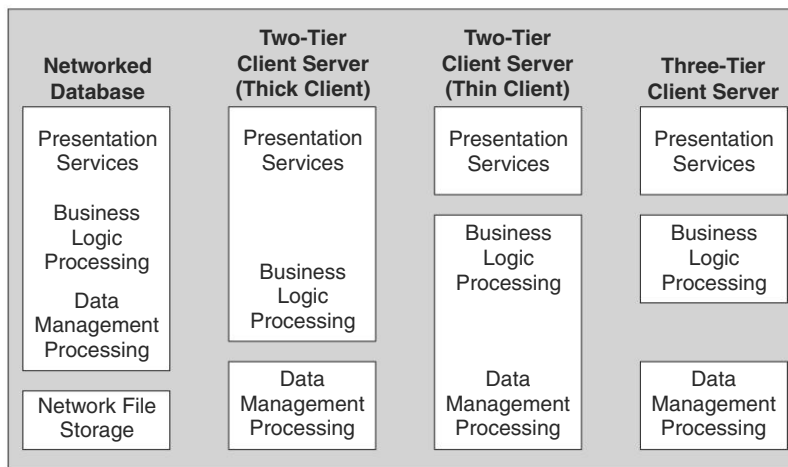 Networked
Database
Presentation
Services
Business
Logic
Processing
Data
Management
Processing
Network File
Storage
Two-Tier
Client Server
(Thick Client)
Presentation
Services
Business
Logic
Processing
Data
Management
Processing
Two-Tier
Client Server
(Thin Client)
Presentation
Services
Business
Logic
Processing
Data
Management
Processing
Three-Tier
Client Server
Presentation
Services
Business
Logic
Processing
Data
Management
Processing